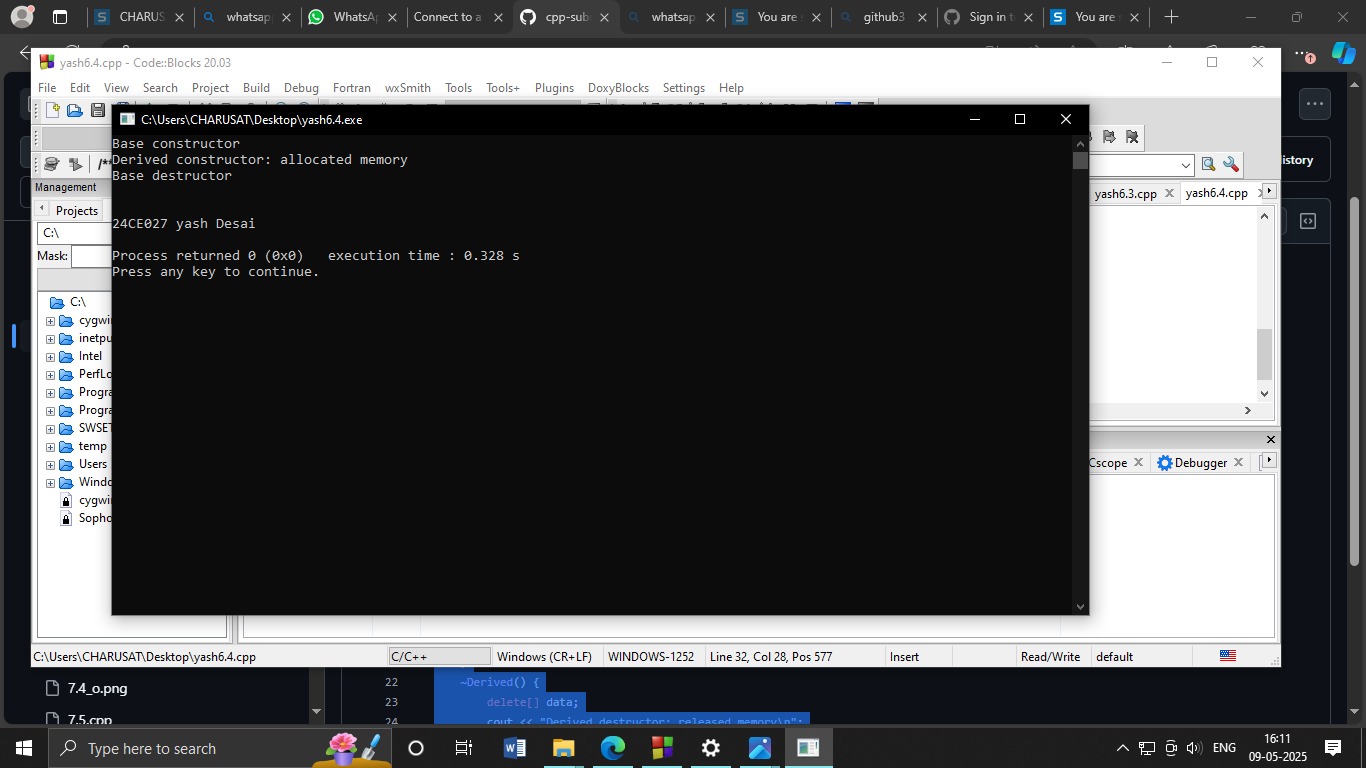 CHARUS
whatsap
WhatsAp
Connect to a
cpp-sub
whatsap
You are
github3
Sign in t
You are
yash6.4.cpp - Code::Blocks 20.03
File Edit View Search Project Build Debug Fortran wxSmith Tools Tools+ Plugins DoxyBlocks Settings Help
C:\Users\CHARUSAT\Desktop\yash6.4.exe
Base constructor
Derived constructor: allocated memory
Base destructor
24CE027 yash Desai
Process returned 0 (0x0)   execution time : 0.328 s
Press any key to continue.
/**
istory
Management
Projects
yash6.3.cpp
yash6.4.cpp
C:\
Mask:
C:\
cygwi
inetpu
Intel
PerfLo
Progra
Progra
SWSET
temp
Users
Windo
cygwi
Sopho
Cscope
Debugger
C:\Users\CHARUSAT\Desktop\yash6.4.cpp
C/C++
Windows (CR+LF)
WINDOWS-1252
Line 32, Col 28, Pos 577
Insert
Read/Write
default
7.4_o.png
7.5.cpp
22 ~Derived() {
23 delete[] data;
24 cout << "Derived destructor: released memory\n";
Type here to search
ENG
16:11
09-05-2025